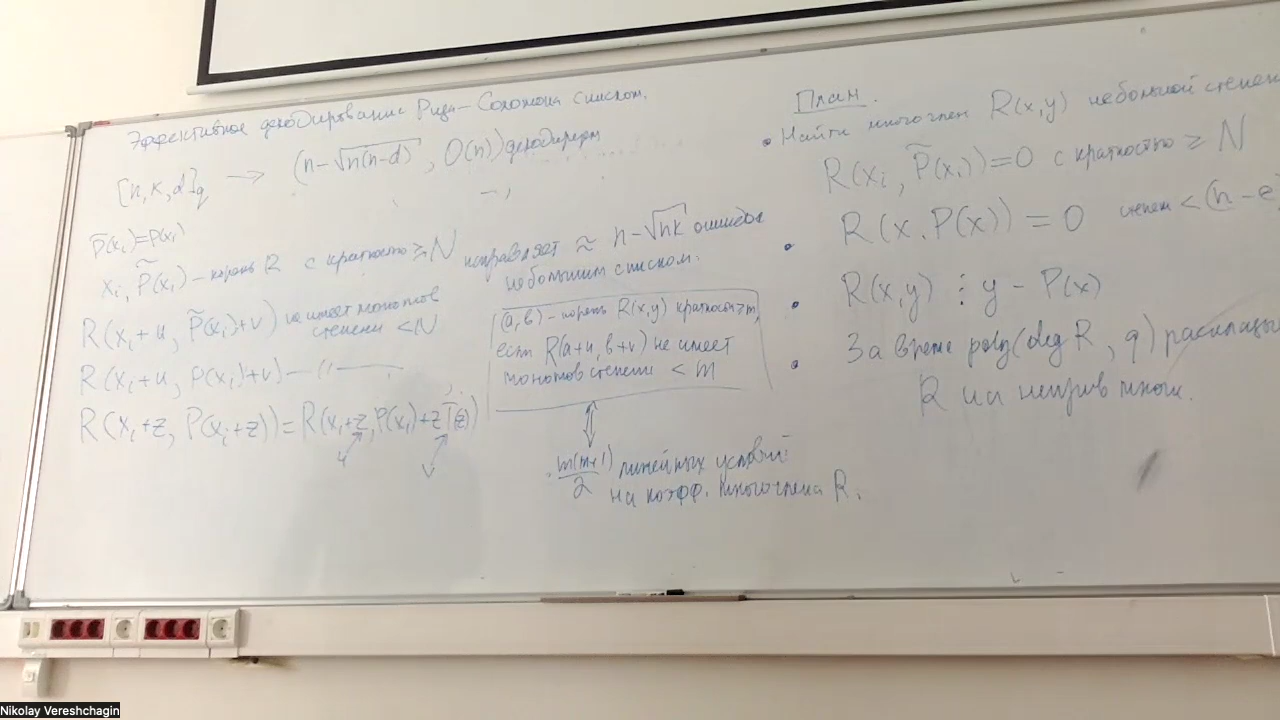 Эффективное декодирование Рида-Соломона списком.
[n, k, d]_q → (n-√n(n-d), O(n)) декодируем
P̃(xᵢ)=P(xᵢ)
xᵢ, P̃(xᵢ) - корень R с кратностью ≥ N
R(xᵢ+u, P̃(xᵢ)+v) не имеет мономов
степени < N
R(xᵢ+u, P(xᵢ)+v) —"—
R(xᵢ+z, P(xᵢ+z)) = R(xᵢ+z, P(xᵢ)+zT(z))
u v
исправляет ≈ n-√nk ошибок
небольшим списком.
(a, b) - корень R(x,y) кратности ≥ m,
если R(a+u, b+v) не имеет
мономов степени < m
m(m+1)/2 линейных условий
на коэфф. многочлена R.
План.
• Найти многочлен R(x,y) небольшой степени
R(xᵢ, P̃(xᵢ))=0 с кратностью ≥ N
• R(x, P(x)) = 0 степен < (n-e)
• R(x,y) ⋮ y - P(x)
• За время poly(deg R, q)
R на неприв. множ.
Nikolay Vereshchagin